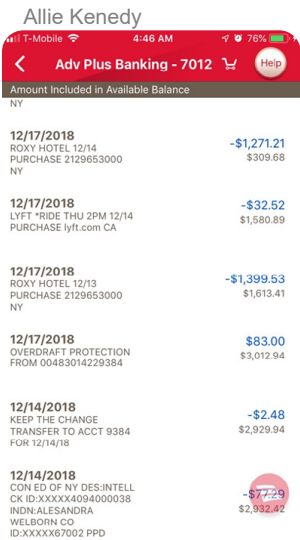 Allie Kenedy
T-Mobile 4:46 AM 76%
Adv Plus Banking - 7012 Help
Amount Included in Available Balance
NY
12/17/2018
ROXY HOTEL 12/14 -$1,271.21
PURCHASE 2129653000 $309.68
NY
12/17/2018
LYFT *RIDE THU 2PM 12/14 -$32.52
PURCHASE lyft.com CA $1,580.89
12/17/2018
ROXY HOTEL 12/13 -$1,399.53
PURCHASE 2129653000 $1,613.41
NY
12/17/2018 $83.00
OVERDRAFT PROTECTION $3,012.94
FROM 00483014229384
12/14/2018
KEEP THE CHANGE -$2.48
TRANSFER TO ACCT 9384 $2,929.94
FOR 12/14/18
12/14/2018
CON ED OF NY DES:INTELL -$77.29
CK ID:XXXXX4094000038
INDN:ALESANDRA $2,932.42
WELBORN CO
ID:XXXXX67002 PPD